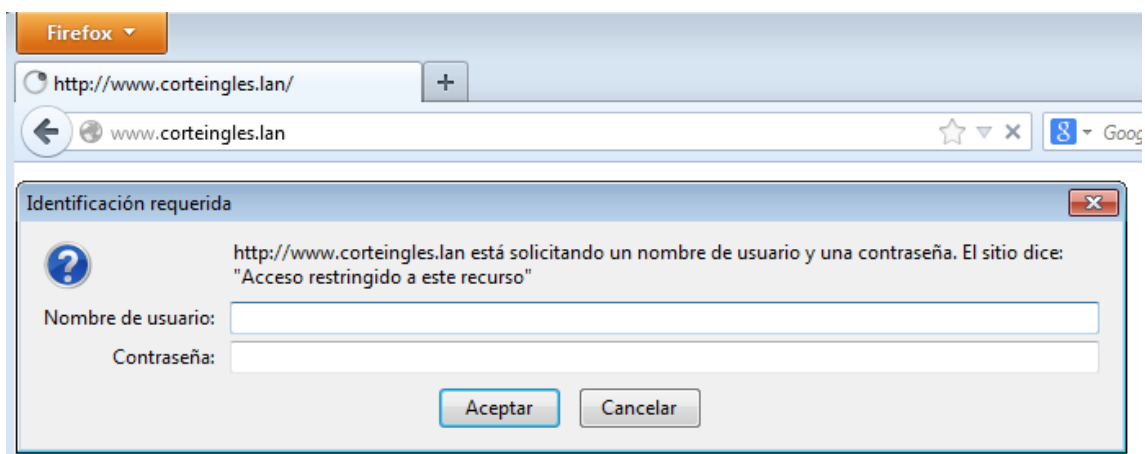 Firefox
http://www.corteingles.lan/
www.corteingles.lan
8
Identificación requerida
http://www.corteingles.lan está solicitando un nombre de usuario y una contraseña. El sitio dice:
"Acceso restringido a este recurso"
Nombre de usuario:
Contraseña:
Aceptar Cancelar